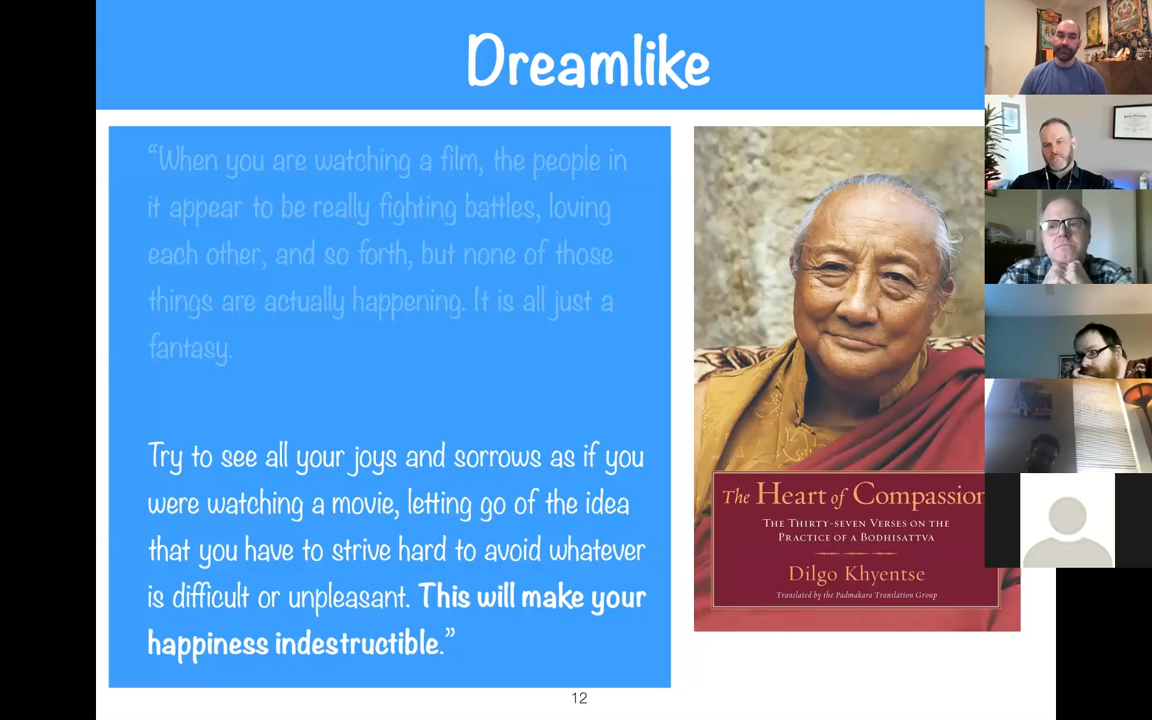 Dreamlike
“When you are watching a film, the people in
it appear to be really fighting battles, loving
each other, and so forth, but none of those
things are actually happening. It is all just a
fantasy.
Try to see all your joys and sorrows as if you
were watching a movie, letting go of the idea
that you have to strive hard to avoid whatever
is difficult or unpleasant. This will make your
happiness indestructible.”
The Heart of Compassion
THE THIRTY-SEVEN VERSES ON THE
PRACTICE OF A BODHISATTVA
Dilgo Khyentse
Translated by the Padmakara Translation Group
12